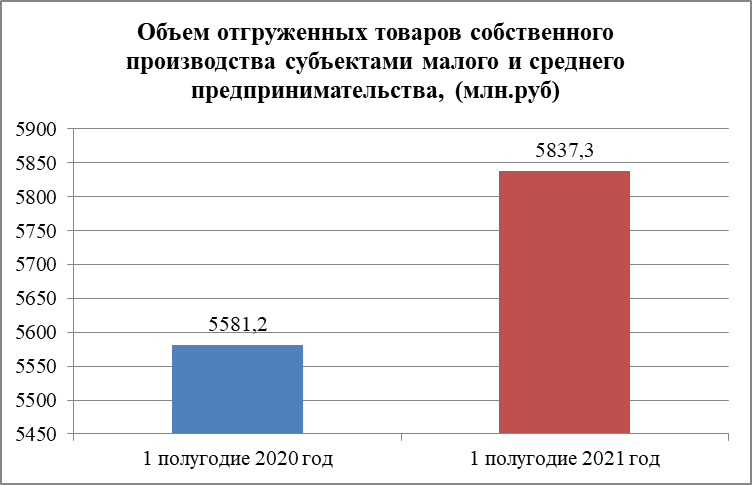 Объем отгруженных товаров собственного
производства субъектами малого и среднего
предпринимательства, (млн.руб)
5900
5850
5800
5750
5700
5650
5600
5550
5500
5450
5581,2
5837,3
1 полугодие 2020 год
1 полугодие 2021 год